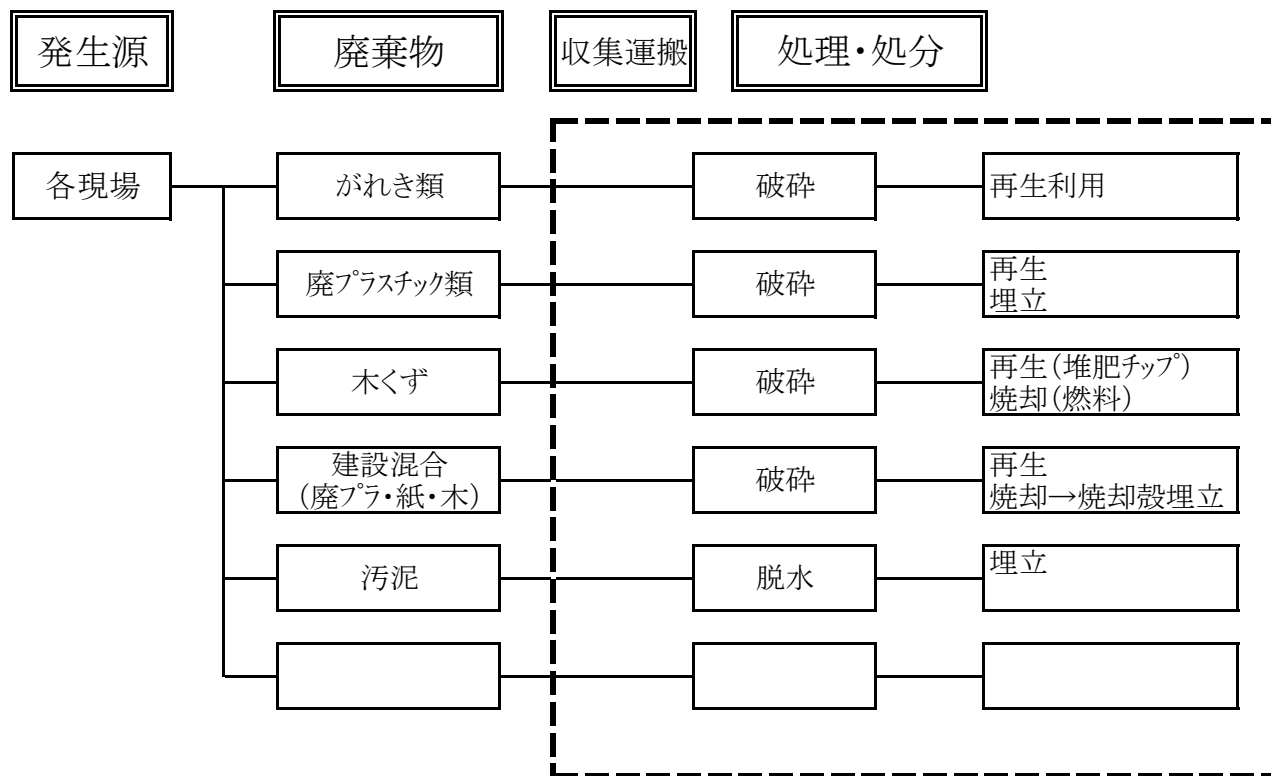 発生源
廃棄物
収集運搬
処理・処分
各現場
がれき類
破砕
再生利用
廃プラスチック類
破砕
再生
埋立
木くず
破砕
再生（堆肥チップ）
焼却（燃料）
建設混合
（廃プラ・紙・木）
破砕
再生
焼却→焼却殻埋立
汚泥
脱水
埋立